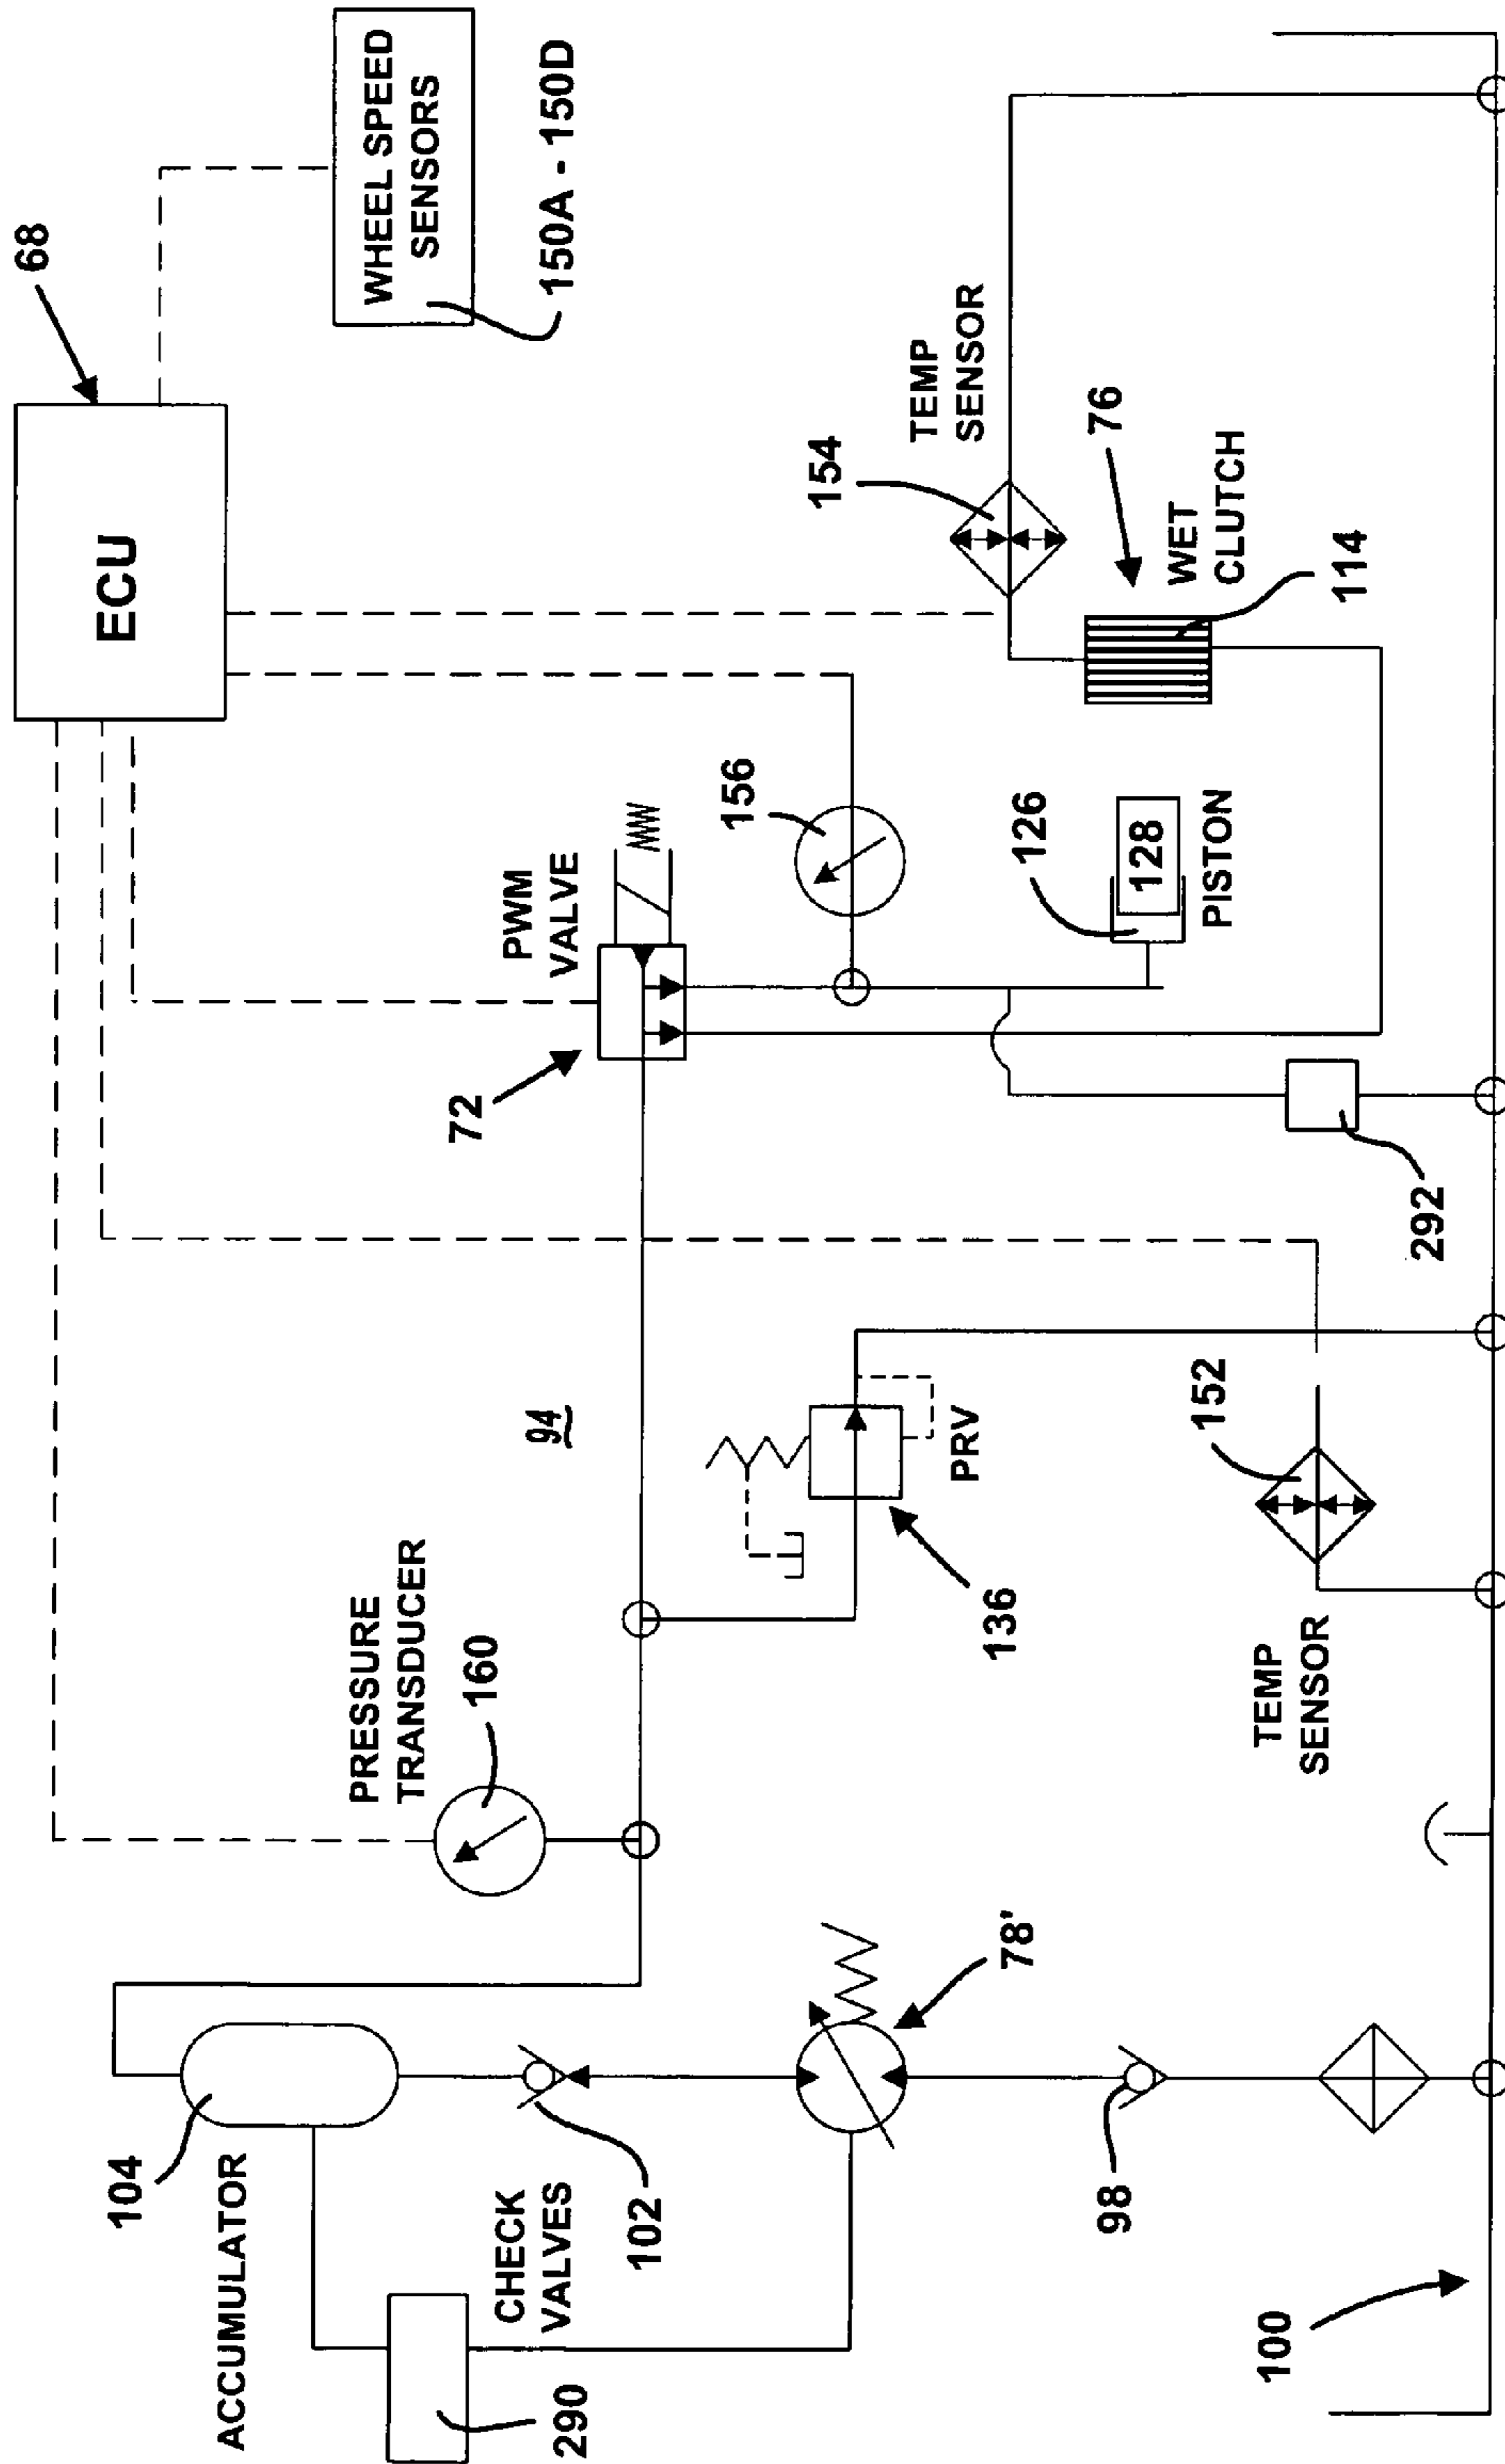 68
ECU
WHEEL SPEED
SENSORS
150A - 150D
PRESSURE
TRANSDUCER
160
94
72
PWM
VALVE
156
TEMP
SENSOR
154
76
WET
CLUTCH
114
126
128
PISTON
292
ACCUMULATOR
104
290
CHECK
VALVES
102
78'
98
136
PRV
152
TEMP
SENSOR
100